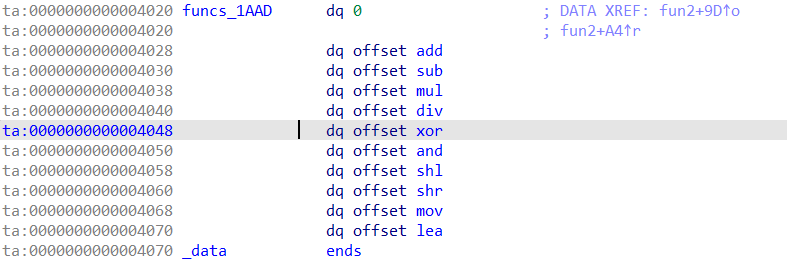 ta:0000000000004020 funcs_1AAD dq 0 ; DATA XREF: fun2+9D↑o
ta:0000000000004020 ; fun2+A4↑r
ta:0000000000004028 dq offset add
ta:0000000000004030 dq offset sub
ta:0000000000004038 dq offset mul
ta:0000000000004040 dq offset div
ta:0000000000004048 dq offset xor
ta:0000000000004050 dq offset and
ta:0000000000004058 dq offset shl
ta:0000000000004060 dq offset shr
ta:0000000000004068 dq offset mov
ta:0000000000004070 dq offset lea
ta:0000000000004070 _data ends